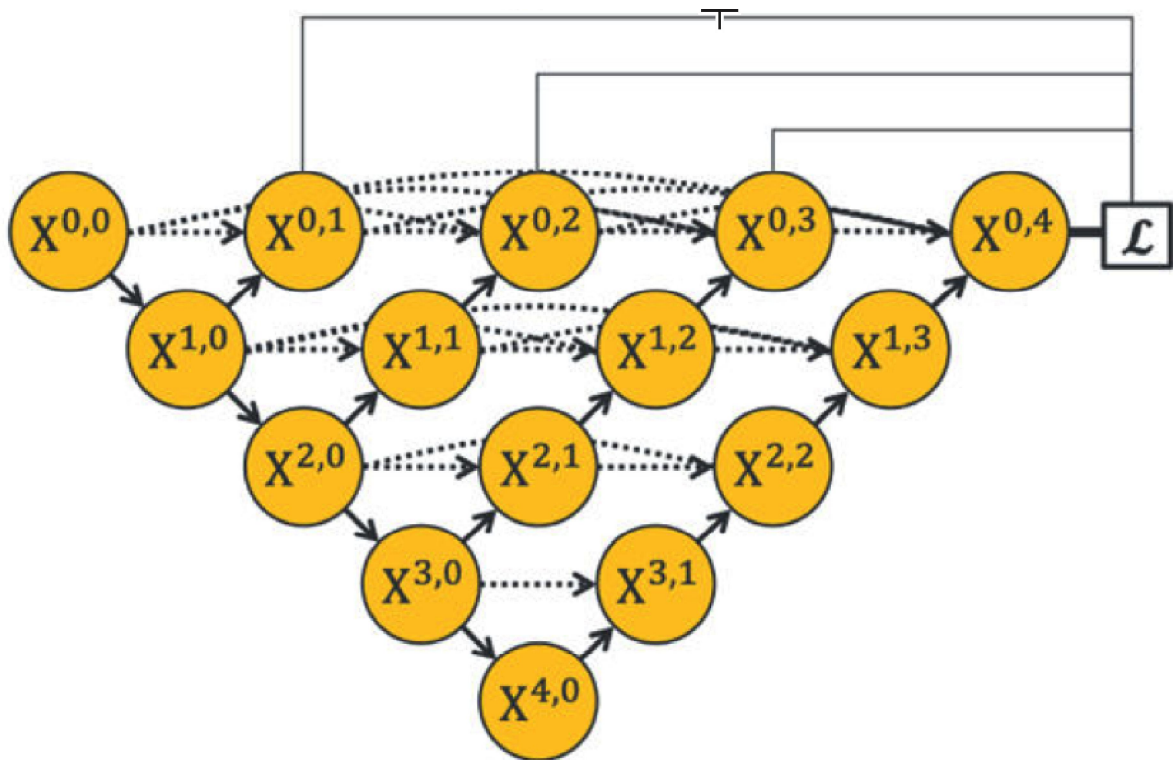 X^{0,0} X^{0,1} X^{0,2} X^{0,3} X^{0,4} ℒ
X^{1,0} X^{1,1} X^{1,2} X^{1,3}
X^{2,0} X^{2,1} X^{2,2}
X^{3,0} X^{3,1}
X^{4,0}